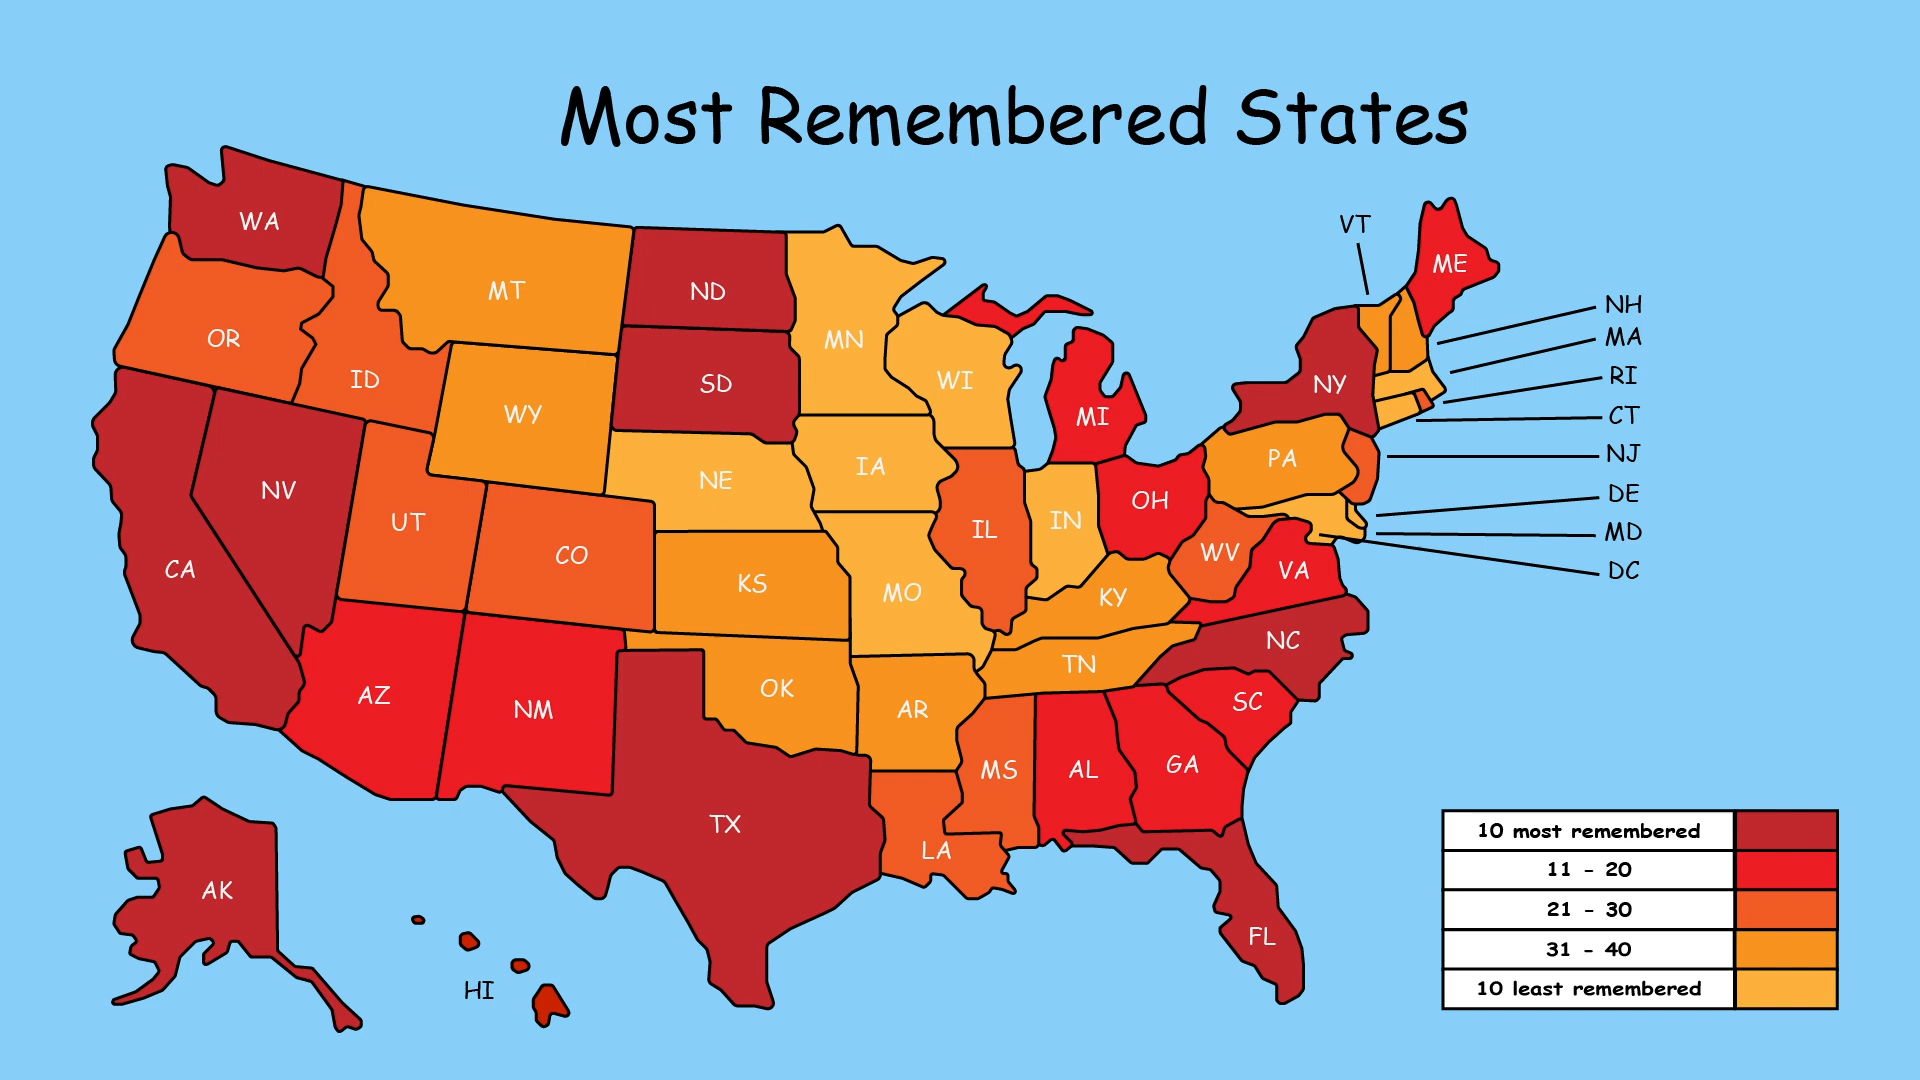 Most Remembered States
WA
VT
ME
MT
ND
NH
OR
MN
MA
ID
SD
WI
NY
RI
WY
MI
CT
NV
NE
IA
PA
NJ
OH
DE
UT
CO
IL
IN
WV
MD
CA
KS
MO
KY
VA
DC
NC
AZ
NM
OK
AR
TN
SC
TX
MS
AL
GA
LA
AK
FL
HI
10 most remembered
11 - 20
21 - 30
31 - 40
10 least remembered